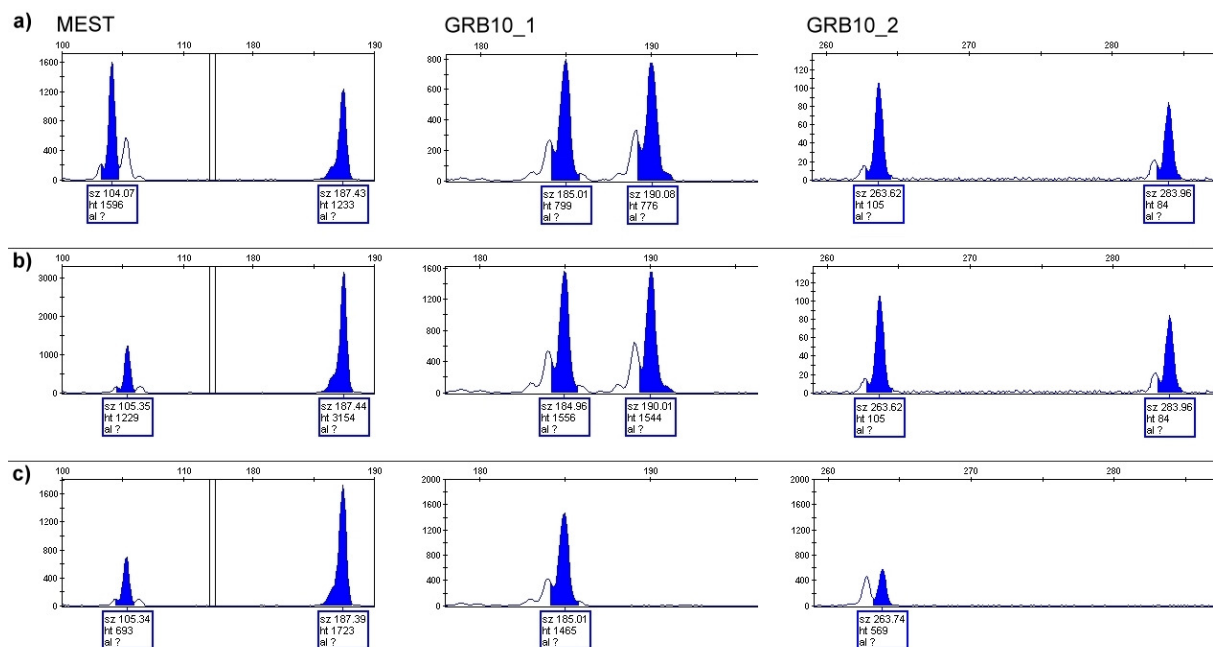 a) MEST GRB10_1 GRB10_2
100 110 180 190
180 190
260 270 280
1600
1200
800
400
0
800
600
400
200
0
120
100
80
60
40
20
0
sz 104.07
ht 1596
al ?
sz 187.43
ht 1233
al ?
sz 185.01
ht 799
al ?
sz 190.08
ht 776
al ?
sz 263.62
ht 105
al ?
sz 283.96
ht 84
al ?
b)
100 110 180 190
180 190
260 270 280
3000
2000
1000
0
1600
1200
800
400
0
120
100
80
60
40
20
0
sz 105.35
ht 1229
al ?
sz 187.44
ht 3154
al ?
sz 184.96
ht 1556
al ?
sz 190.01
ht 1544
al ?
sz 263.62
ht 105
al ?
sz 283.96
ht 84
al ?
c)
100 110 180 190
180 190
260 270 280
1600
1200
800
400
0
2000
1600
1200
800
400
0
2000
1600
1200
800
400
0
sz 105.34
ht 693
al ?
sz 187.39
ht 1723
al ?
sz 185.01
ht 1465
al ?
sz 263.74
ht 569
al ?